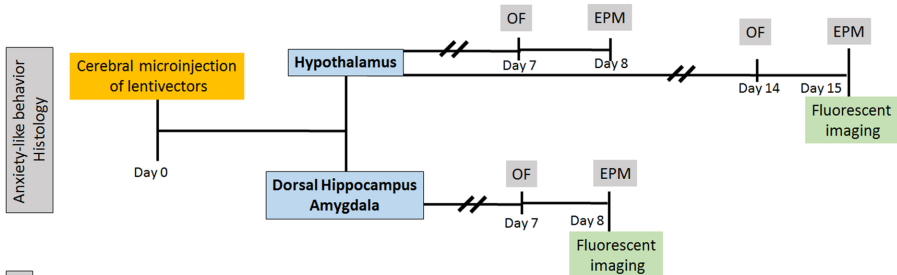 Anxiety-like behavior
Histology
Cerebral microinjection
of lentivectors
Day 0
Hypothalamus
OF
EPM
Day 7
Day 8
OF
EPM
Day 14
Day 15
Fluorescent
imaging
Dorsal Hippocampus
Amygdala
OF
EPM
Day 7
Day 8
Fluorescent
imaging